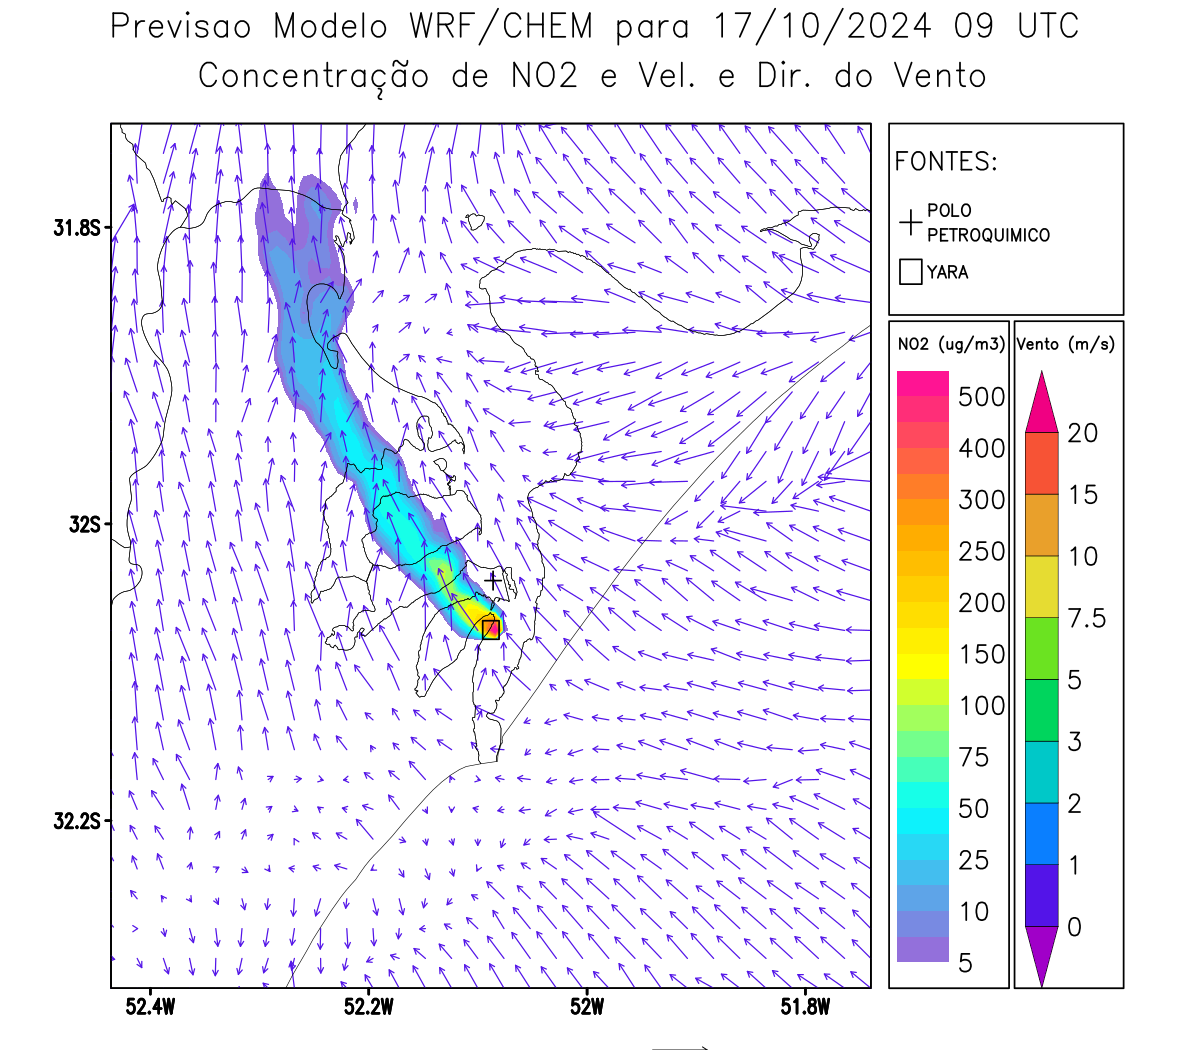 Previsao Modelo WRF/CHEM para 17/10/2024 09 UTC
Concentração de NO2 e Vel. e Dir. do Vento
FONTES:
POLO
PETROQUIMICO
YARA
NO2 (ug/m3)
500
400
300
250
200
150
100
75
50
25
10
5
Vento (m/s)
20
15
10
7.5
5
3
2
1
0
31.8S
32S
32.2S
52.4W
52.2W
52W
51.8W